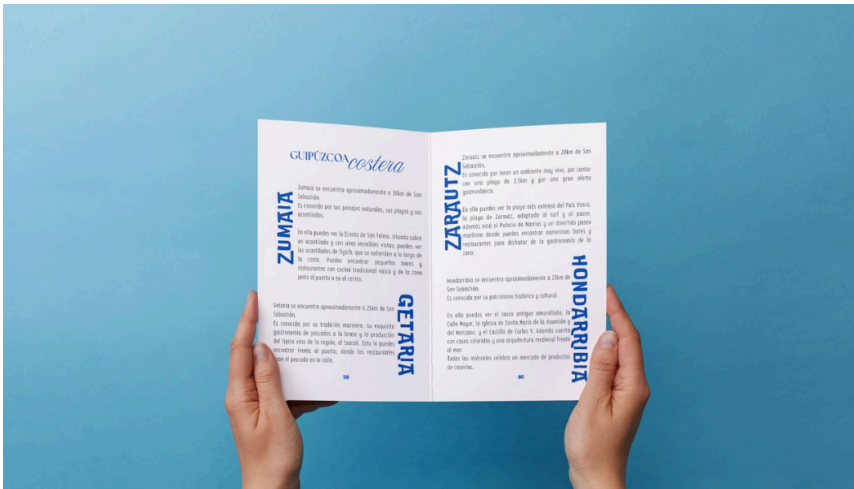 GUIPÚZCOA costera
ZUMAIA
Zumaia se encuentra aproximadamente a 30km de San
Sebastián.
Es conocida por sus paisajes naturales, sus playas y sus
acantilados.
En ella puedes ver la Ermita de San Telmo, situada sobre
un acantilado y con unas increíbles vistas, puedes ver
los acantilados de flysch, que se extienden a lo largo de
la costa. Puedes encontrar pequeños bares y
restaurantes con cocina tradicional vasca y de la zona
junto al puerto o en el centro.
GETARIA
Getaria se encuentra aproximadamente a 25km de San
Sebastián.
Es conocida por su tradición marinera, su exquisita
gastronomía de pescados a la brasa y la producción
del típico vino de la región, el txacolí. Esto lo puedes
encontrar frente al puerto, donde los restaurantes
el pescado en la calle.
ZARAUTZ
Zarautz se encuentra aproximadamente a 20km de San
Sebastián.
Es conocida por tener un ambiente muy vivo, por contar
con una playa de 2,5km y por una gran oferta
gastronómica.
En ella puedes ver la playa más extensa del País Vasco,
la playa de Zarautz, adaptada al surf y al paseo.
Además está el Palacio de Narros y un divertido paseo
marítimo donde puedes encontrar numerosos bares y
restaurantes para disfrutar de la gastronomía de la
zona.
HONDARRIBIA
Hondarribia se encuentra aproximadamente a 23km de
San Sebastián.
Es conocida por su patrimonio histórico y cultural.
En ella puedes ver el casco antiguo amurallado, la
Calle Mayor, la Iglesia de Santa María de la Asunción y
del Manzano, y el Castillo de Carlos V. Además cuenta
con casas coloridas y una arquitectura medieval frente
al mar.
Todos los miércoles celebra un mercado de productos
de caseríos.